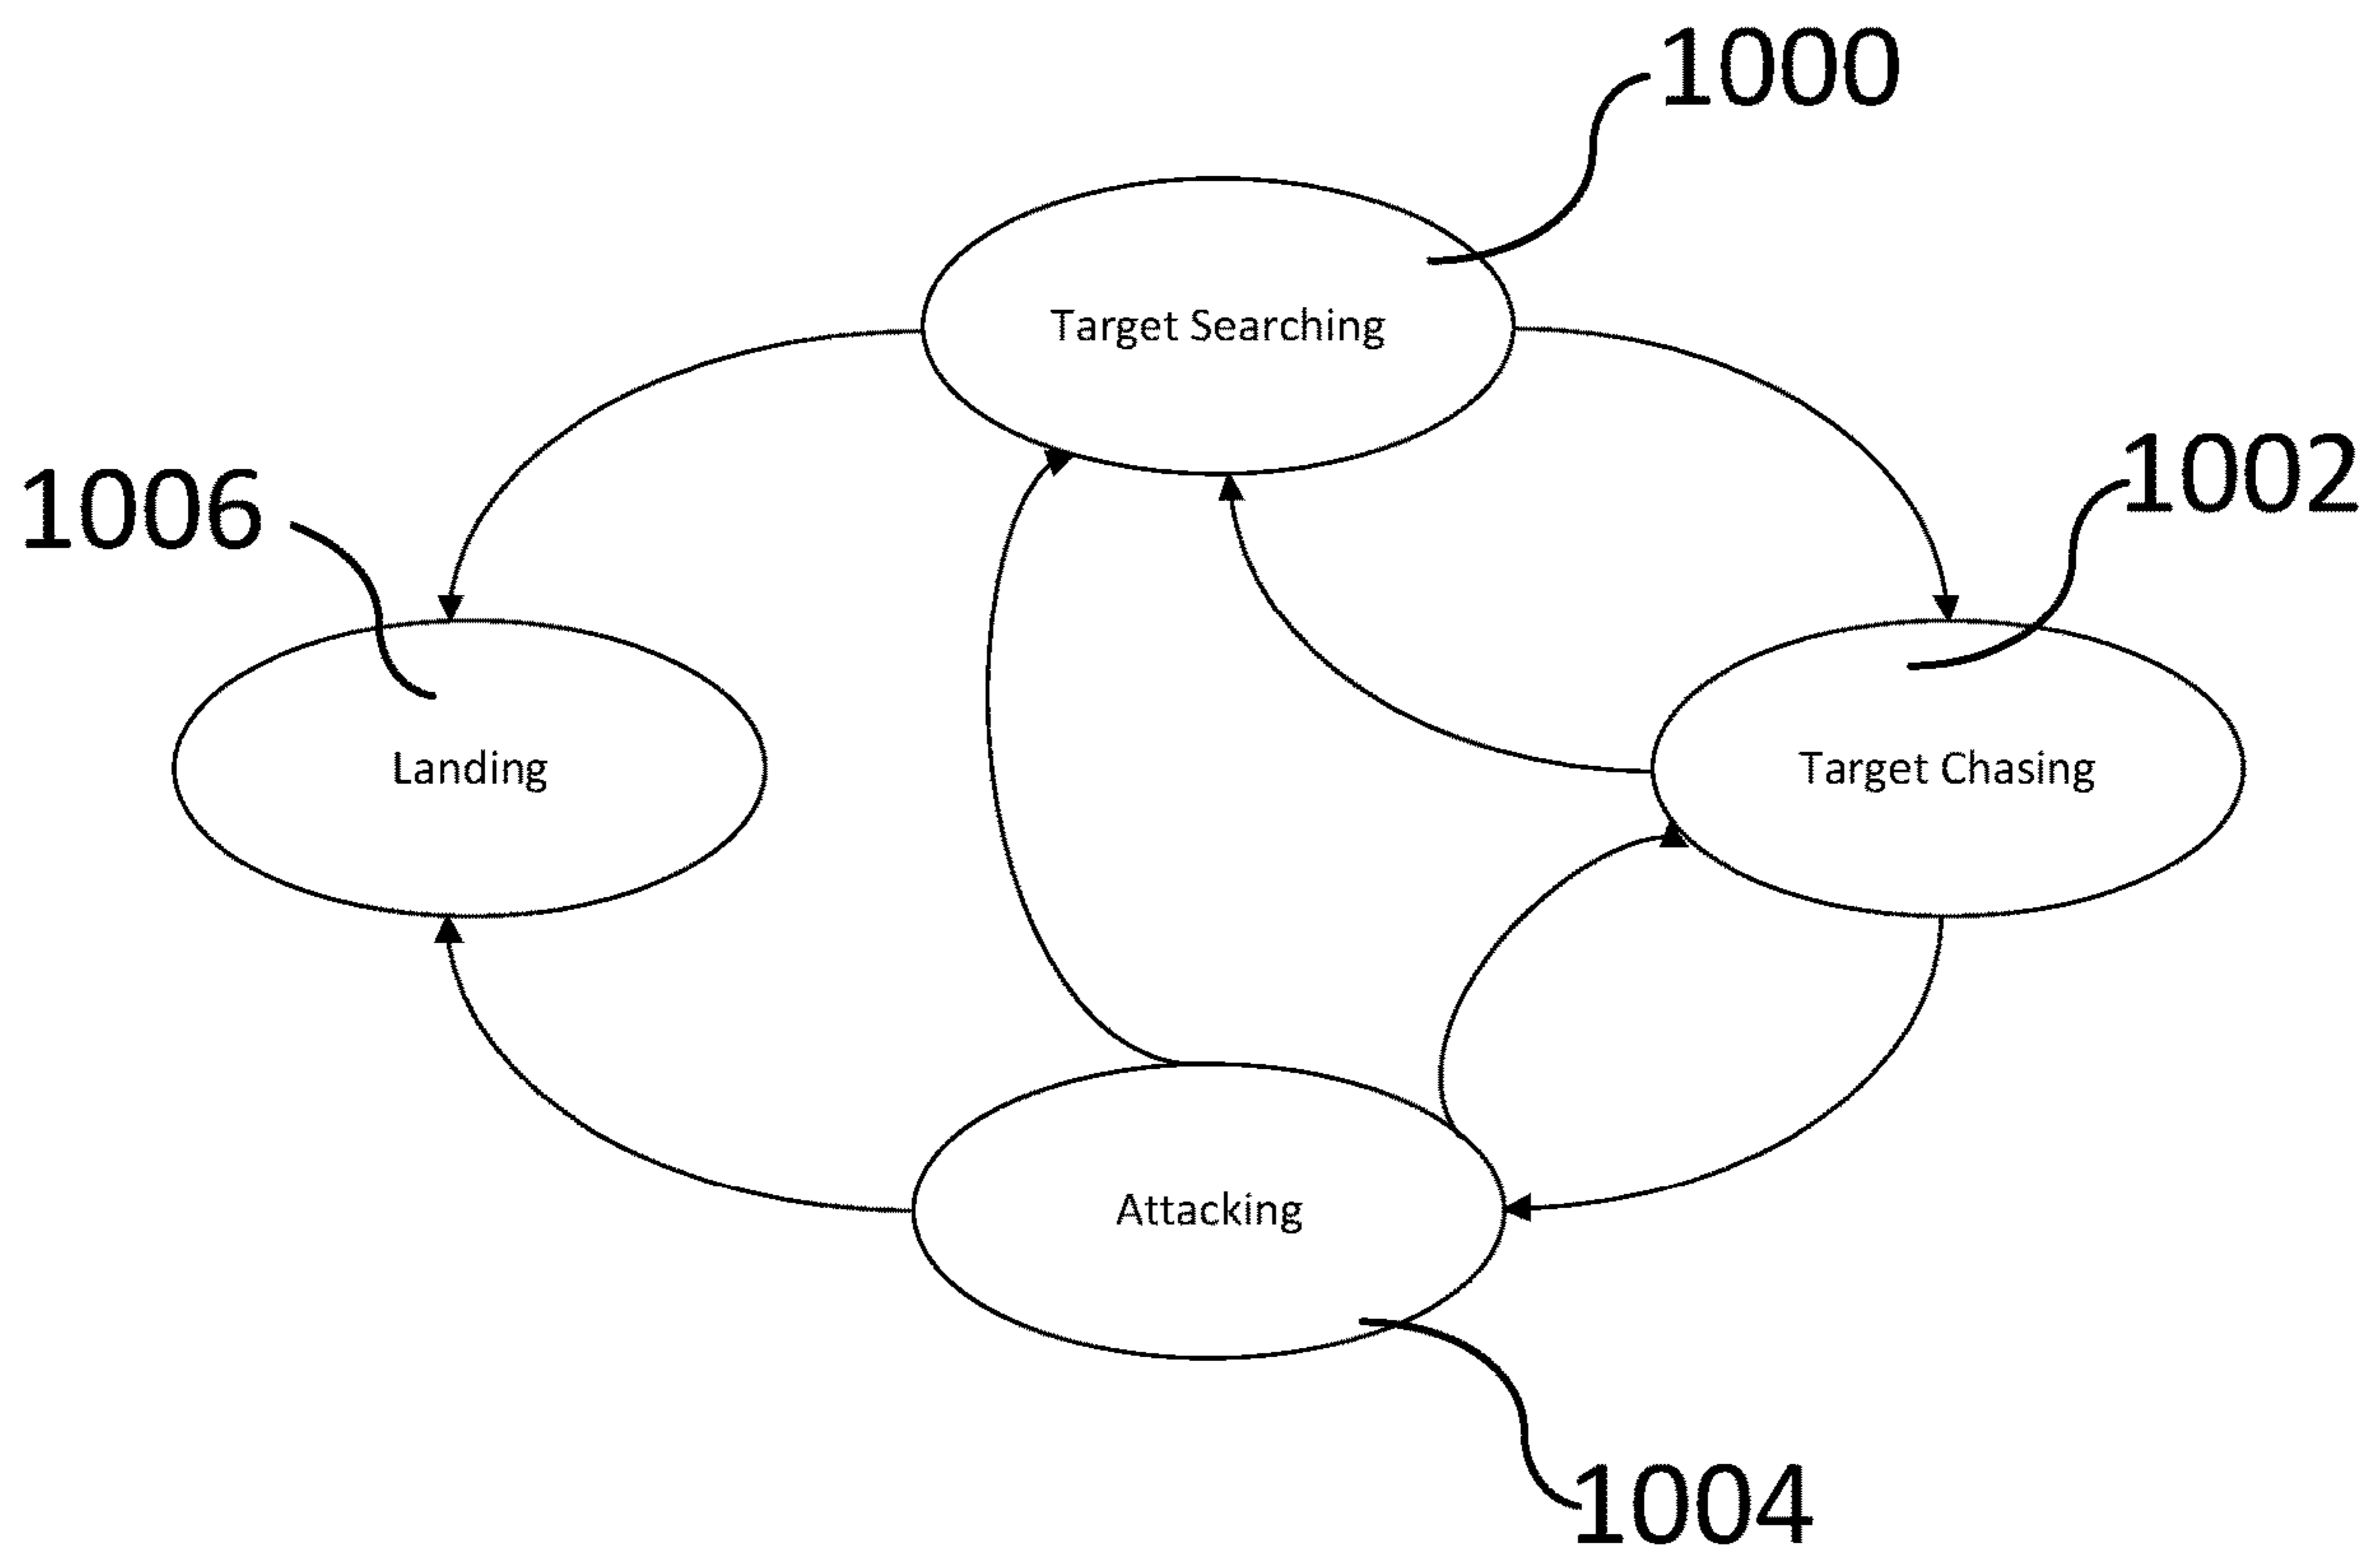 1000
Target Searching
1002
1006
Landing
Target Chasing
Attacking
1004